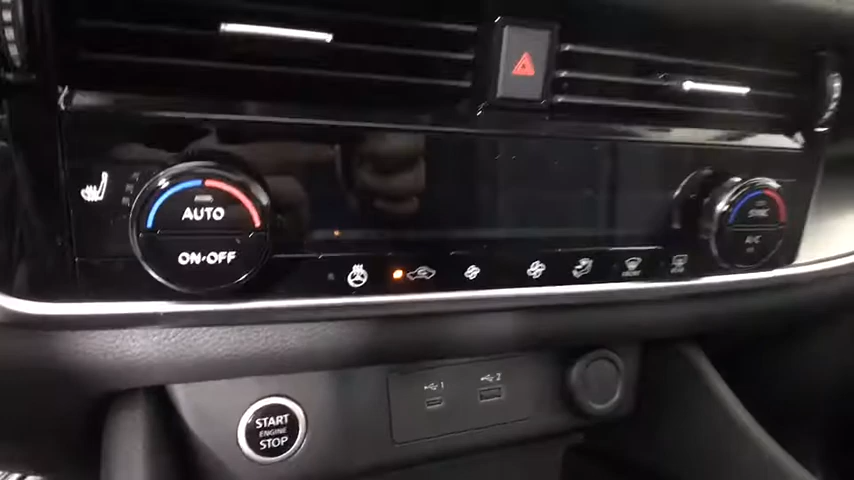 AUTO
ON·OFF
SYNC
A/C
1
2
START
ENGINE
STOP